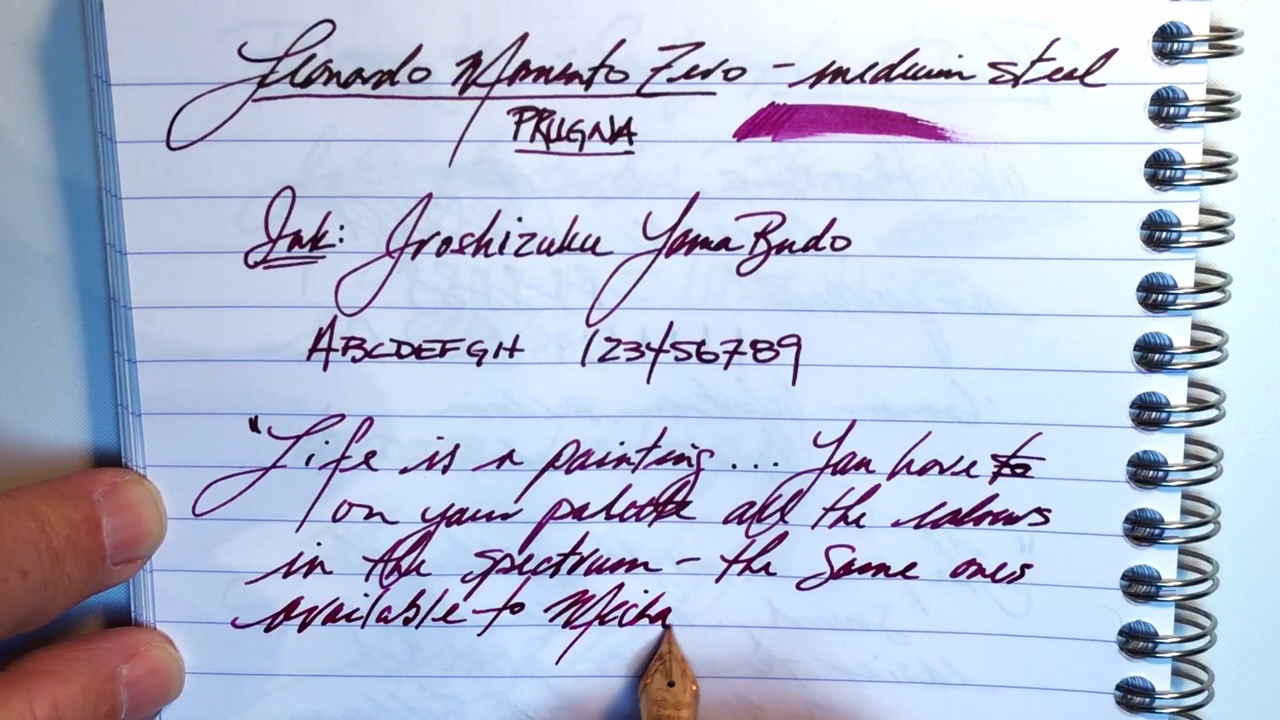 Leonardo Momento Zero - medium steel
PRUGNA
Ink: Iroshizuku Yama Budo
ABCDEFGH 123456789
"Life is a painting... You have to
on your palette all the colours
in the spectrum - the same ones
available to Micha